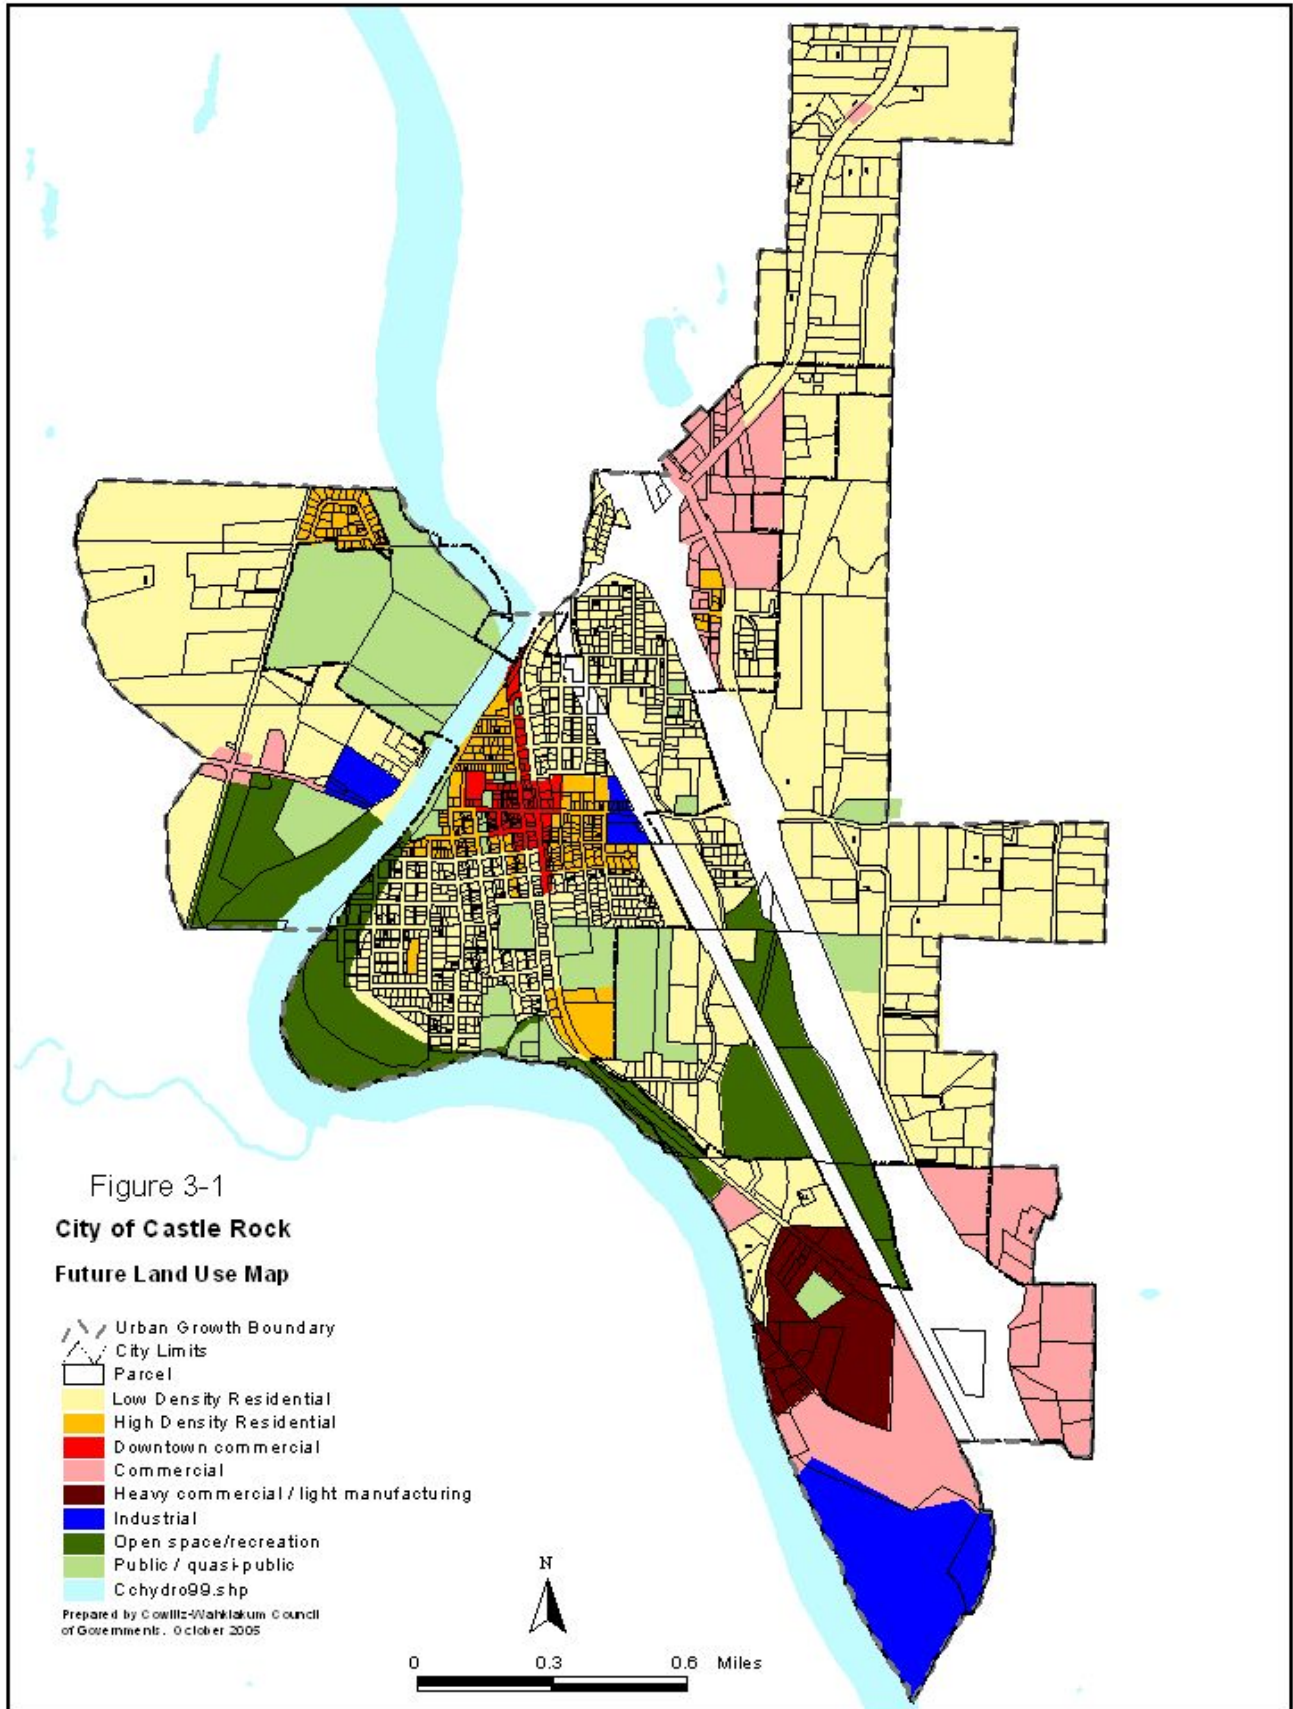 Figure 3-1
City of Castle Rock
Future Land Use Map
Urban Growth Boundary
City Limits
Parcel
Low Density Residential
High Density Residential
Downtown commercial
Commercial
Heavy commercial / light manufacturing
Industrial
Open space/recreation
Public / quasi-public
Cchydro99.shp
Prepared by Cowlitz-Wahkiakum Council
of Governments. October 2005
N
0 0.3 0.6 Miles